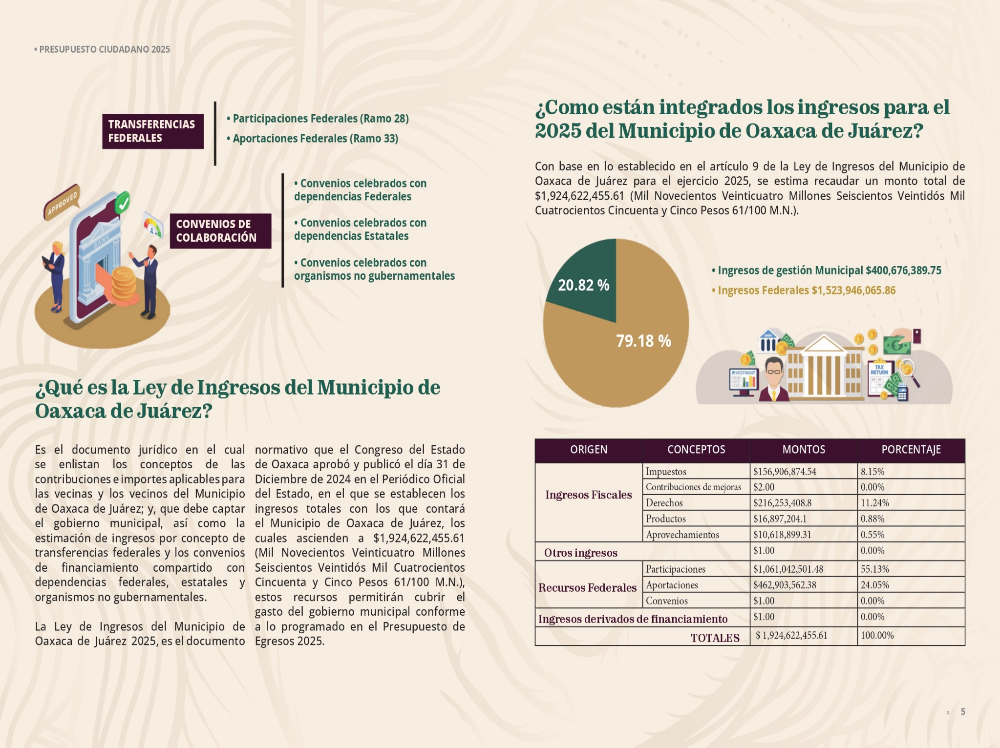 • PRESUPUESTO CIUDADANO 2025
TRANSFERENCIAS
FEDERALES
• Participaciones Federales (Ramo 28)
• Aportaciones Federales (Ramo 33)
APPROVED
BANK
CONVENIOS DE
COLABORACIÓN
• Convenios celebrados con
dependencias Federales
• Convenios celebrados con
dependencias Estatales
• Convenios celebrados con
organismos no gubernamentales
¿Qué es la Ley de Ingresos del Municipio de
Oaxaca de Juárez?
Es el documento jurídico en el cual
se enlistan los conceptos de las
contribuciones e importes aplicables para
las vecinas y los vecinos del Municipio
de Oaxaca de Juárez; y, que debe captar
el gobierno municipal, así como la
estimación de ingresos por concepto de
transferencias federales y los convenios
de financiamiento compartido con
dependencias federales, estatales y
organismos no gubernamentales.
La Ley de Ingresos del Municipio de
Oaxaca de Juárez 2025, es el documento
normativo que el Congreso del Estado
de Oaxaca aprobó y publicó el día 31 de
Diciembre de 2024 en el Periódico Oficial
del Estado, en el que se establecen los
ingresos totales con los que contará
el Municipio de Oaxaca de Juárez, los
cuales ascienden a $1,924,622,455.61
(Mil Novecientos Veinticuatro Millones
Seiscientos Veintidós Mil Cuatrocientos
Cincuenta y Cinco Pesos 61/100 M.N.),
estos recursos permitirán cubrir el
gasto del gobierno municipal conforme
a lo programado en el Presupuesto de
Egresos 2025.
¿Como están integrados los ingresos para el
2025 del Municipio de Oaxaca de Juárez?
Con base en lo establecido en el artículo 9 de la Ley de Ingresos del Municipio de
Oaxaca de Juárez para el ejercicio 2025, se estima recaudar un monto total de
$1,924,622,455.61 (Mil Novecientos Veinticuatro Millones Seiscientos Veintidós Mil
Cuatrocientos Cincuenta y Cinco Pesos 61/100 M.N.).
20.82 %
79.18 %
• Ingresos de gestión Municipal $400,676,389.75
• Ingresos Federales $1,523,946,065.86
BANK
INVESTMENT
TAX
RETURN
ORIGEN CONCEPTOS MONTOS PORCENTAJE
Ingresos Fiscales
Impuestos $156,906,874.54 8.15%
Contribuciones de mejoras $2.00 0.00%
Derechos $216,253,408.8 11.24%
Productos $16,897,204.1 0.88%
Aprovechamientos $10,618,899.31 0.55%
Otros ingresos $1.00 0.00%
Recursos Federales
Participaciones $1,061,042,501.48 55.13%
Aportaciones $462,903,562.38 24.05%
Convenios $1.00 0.00%
Ingresos derivados de financiamiento $1.00 0.00%
TOTALES $ 1,924,622,455.61 100.00%
» 5